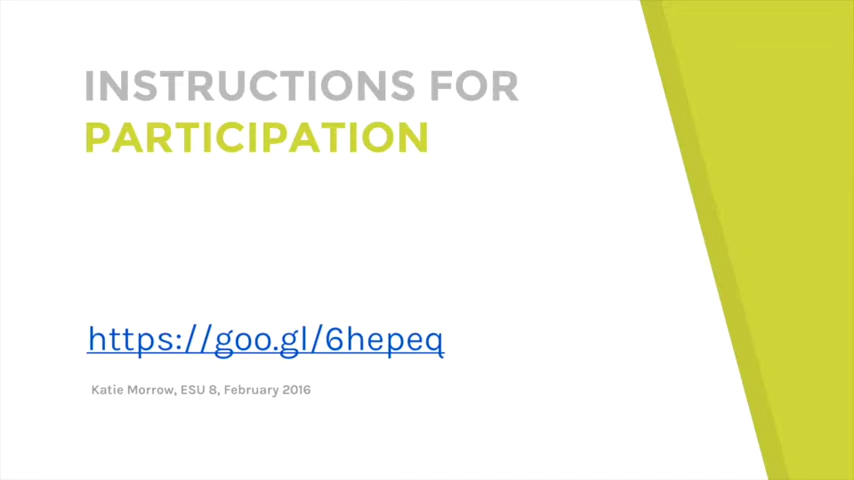 INSTRUCTIONS FOR
PARTICIPATION
https://goo.gl/6hepeq
Katie Morrow, ESU 8, February 2016